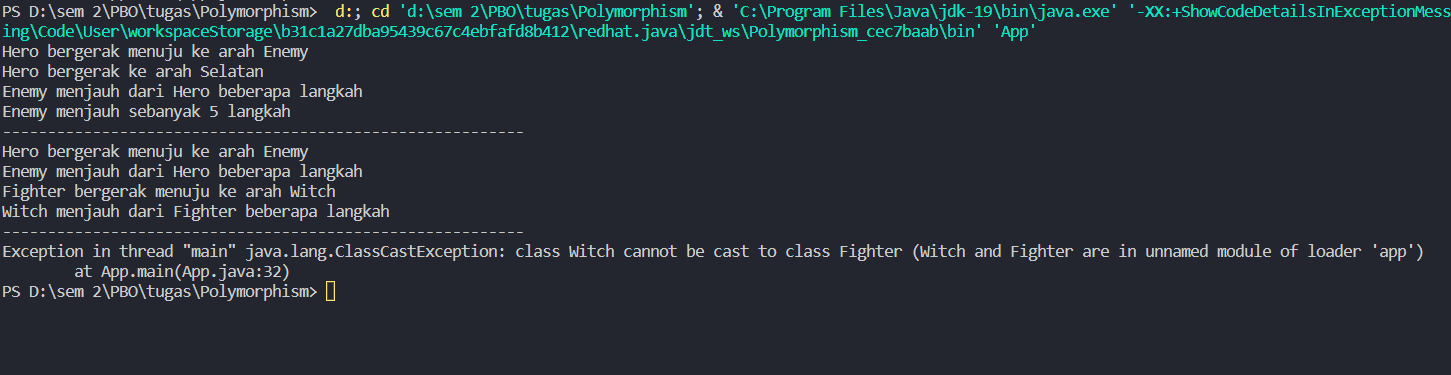 PS D:\sem 2\PBO\tugas\Polymorphism>  d:; cd 'd:\sem 2\PBO\tugas\Polymorphism'; & 'C:\Program Files\Java\jdk-19\bin\java.exe' '-XX:+ShowCodeDetailsInExceptionMess
ing\Code\User\workspaceStorage\b31c1a27dba95439c67c4ebfafd8b412\redhat.java\jdt_ws\Polymorphism_cec7baab\bin' 'App'
Hero bergerak menuju ke arah Enemy
Hero bergerak ke arah Selatan
Enemy menjauh dari Hero beberapa langkah
Enemy menjauh sebanyak 5 langkah
---------------------------------------------------------
Hero bergerak menuju ke arah Enemy
Enemy menjauh dari Hero beberapa langkah
Fighter bergerak menuju ke arah Witch
Witch menjauh dari Fighter beberapa langkah
---------------------------------------------------------
Exception in thread "main" java.lang.ClassCastException: class Witch cannot be cast to class Fighter (Witch and Fighter are in unnamed module of loader 'app')
        at App.main(App.java:32)
PS D:\sem 2\PBO\tugas\Polymorphism>